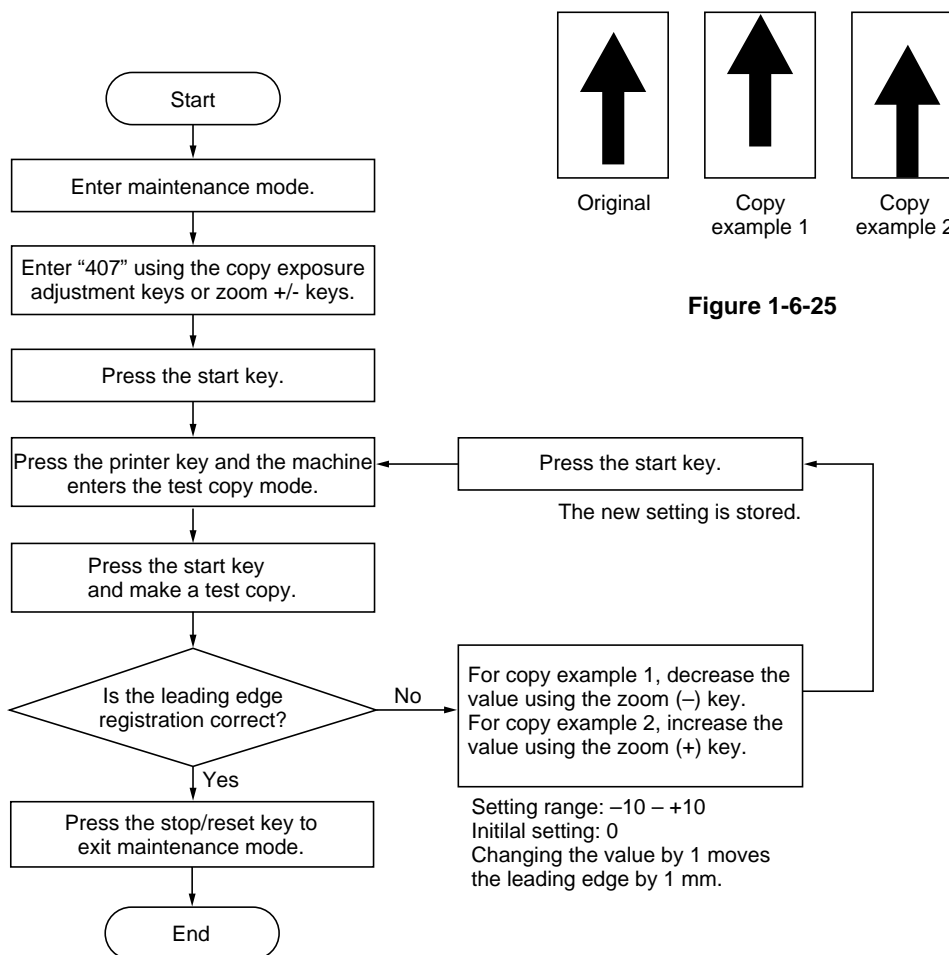 Start
Enter maintenance mode.
Enter “407” using the copy exposure
adjustment keys or zoom +/- keys.
Press the start key.
Press the printer key and the machine
enters the test copy mode.
Press the start key
and make a test copy.
Is the leading edge
registration correct?
No
Yes
Press the stop/reset key to
exit maintenance mode.
End
Original
Copy
example 1
Copy
example 2
Figure 1-6-25
Press the start key.
The new setting is stored.
For copy example 1, decrease the
value using the zoom (–) key.
For copy example 2, increase the
value using the zoom (+) key.
Setting range: –10 – +10
Initilal setting: 0
Changing the value by 1 moves
the leading edge by 1 mm.